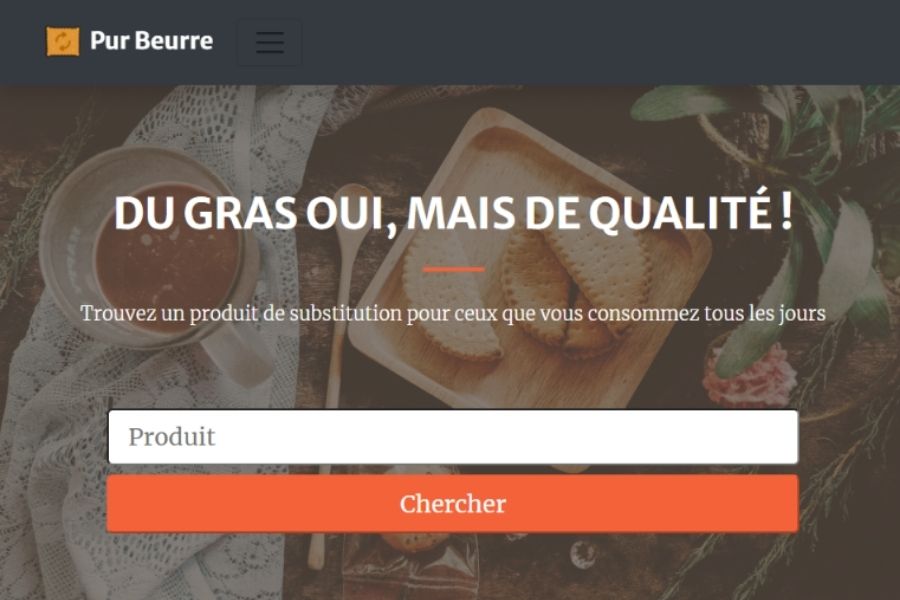 Pur Beurre
DU GRAS OUI, MAIS DE QUALITÉ !
Trouvez un produit de substitution pour ceux que vous consommez tous les jours
Produit
Chercher